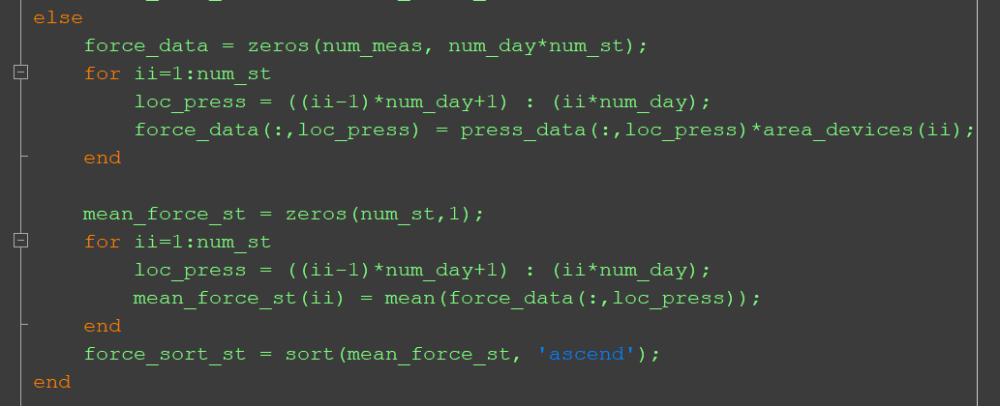 else
force_data = zeros(num_meas, num_day*num_st);
for ii=1:num_st
loc_press = ((ii-1)*num_day+1) : (ii*num_day);
force_data(:,loc_press) = press_data(:,loc_press)*area_devices(ii);
end
mean_force_st = zeros(num_st,1);
for ii=1:num_st
loc_press = ((ii-1)*num_day+1) : (ii*num_day);
mean_force_st(ii) = mean(force_data(:,loc_press));
end
force_sort_st = sort(mean_force_st, 'ascend');
end